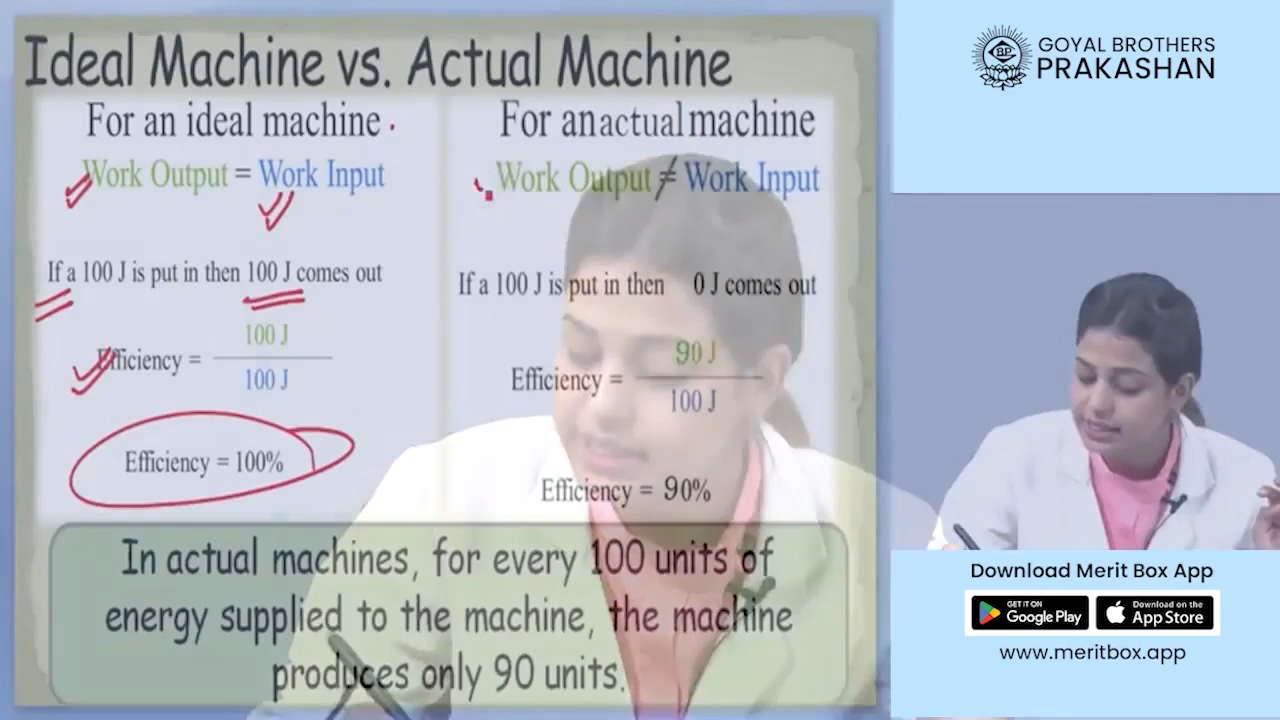 Ideal Machine vs. Actual Machine
For an ideal machine
Work Output = Work Input
If a 100 J is put in then 100 J comes out
Efficiency = 100 J
100 J
Efficiency = 100%
For an actual machine
Work Output ≠ Work Input
If a 100 J is put in then 0 J comes out
Efficiency = 90 J
100 J
Efficiency = 90%
In actual machines, for every 100 units of
energy supplied to the machine, the machine
produces only 90 units.
BP
GOYAL BROTHERS
PRAKASHAN
Download Merit Box App
GET IT ON
Google Play
Download on the
App Store
www.meritbox.app